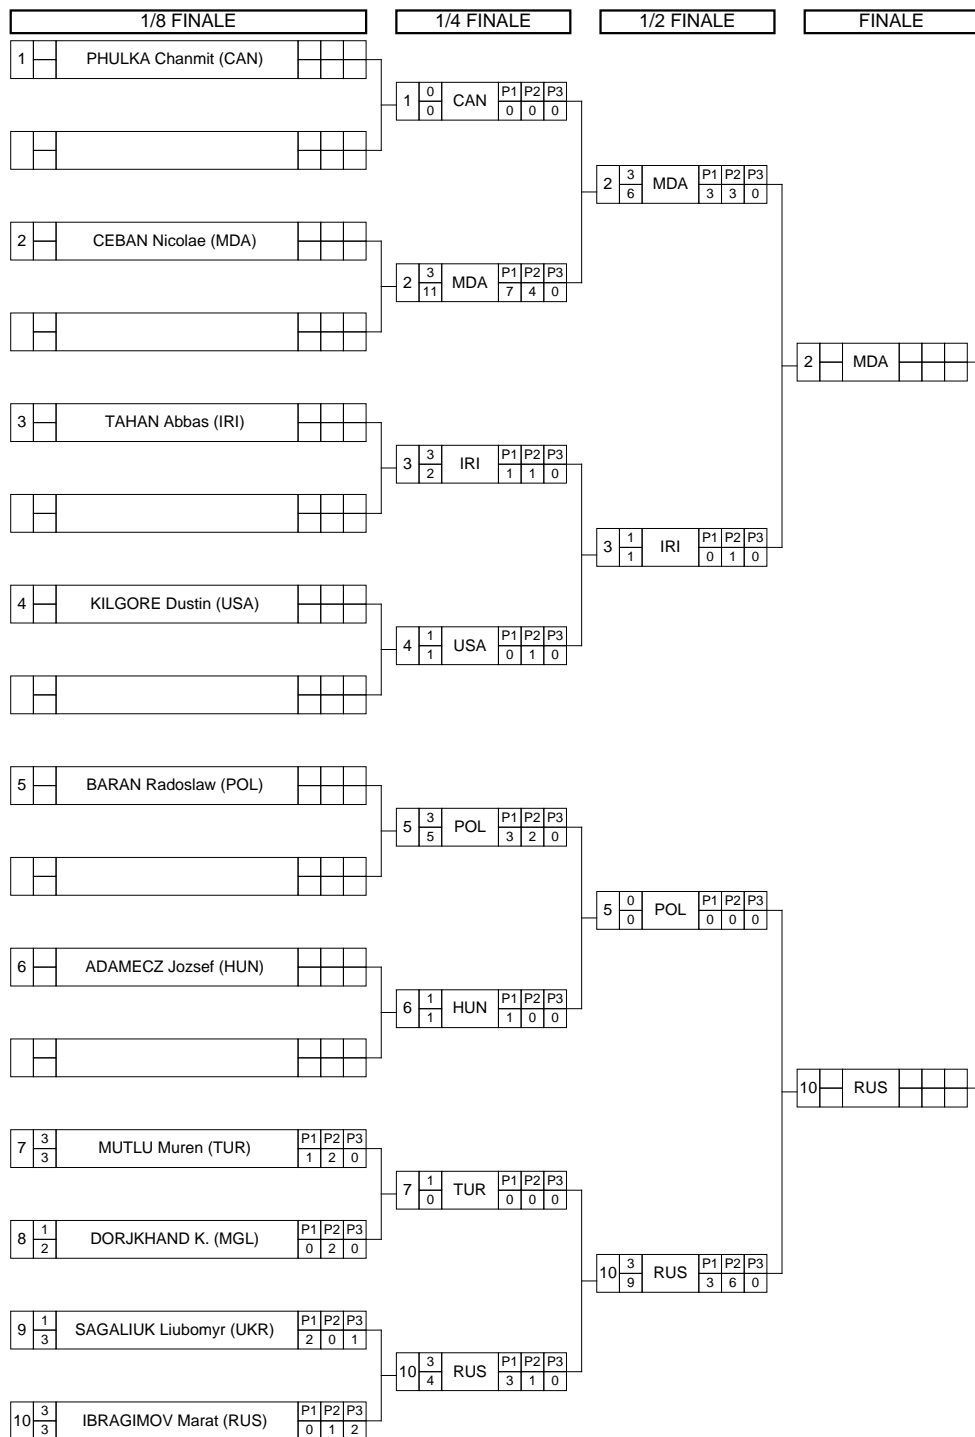 1/8 FINALE 1/4 FINALE 1/2 FINALE FINALE
1 PHULKA Chanmit (CAN)
1 0 CAN P1 P2 P3
0 0 0 0
2 3 MDA P1 P2 P3
6 3 3 0
2 CEBAN Nicolae (MDA)
2 3 MDA P1 P2 P3
11 7 4 0
2 MDA
3 TAHAN Abbas (IRI)
3 3 IRI P1 P2 P3
2 1 1 0
3 1 IRI P1 P2 P3
1 0 1 0
4 KILGORE Dustin (USA)
4 1 USA P1 P2 P3
1 0 1 0
5 BARAN Radoslaw (POL)
5 3 POL P1 P2 P3
5 3 2 0
5 0 POL P1 P2 P3
0 0 0 0
6 ADAMECZ Jozsef (HUN)
6 1 HUN P1 P2 P3
1 1 0 0
10 RUS
7 3 MUTLU Muren (TUR) P1 P2 P3
3 1 2 0
7 1 TUR P1 P2 P3
0 0 0 0
8 1 DORJKHAND K. (MGL) P1 P2 P3
2 0 2 0
10 3 RUS P1 P2 P3
9 3 6 0
9 1 SAGALIUK Liubomyr (UKR) P1 P2 P3
3 2 0 1
10 3 RUS P1 P2 P3
4 3 1 0
10 3 IBRAGIMOV Marat (RUS) P1 P2 P3
3 0 1 2